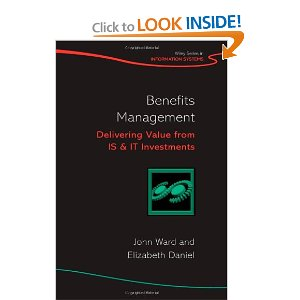 Click to LOOK INSIDE!
Wiley Series in
INFORMATION SYSTEMS
Benefits
Management
Delivering Value from
IS & IT Investments
John Ward and
Elizabeth Daniel